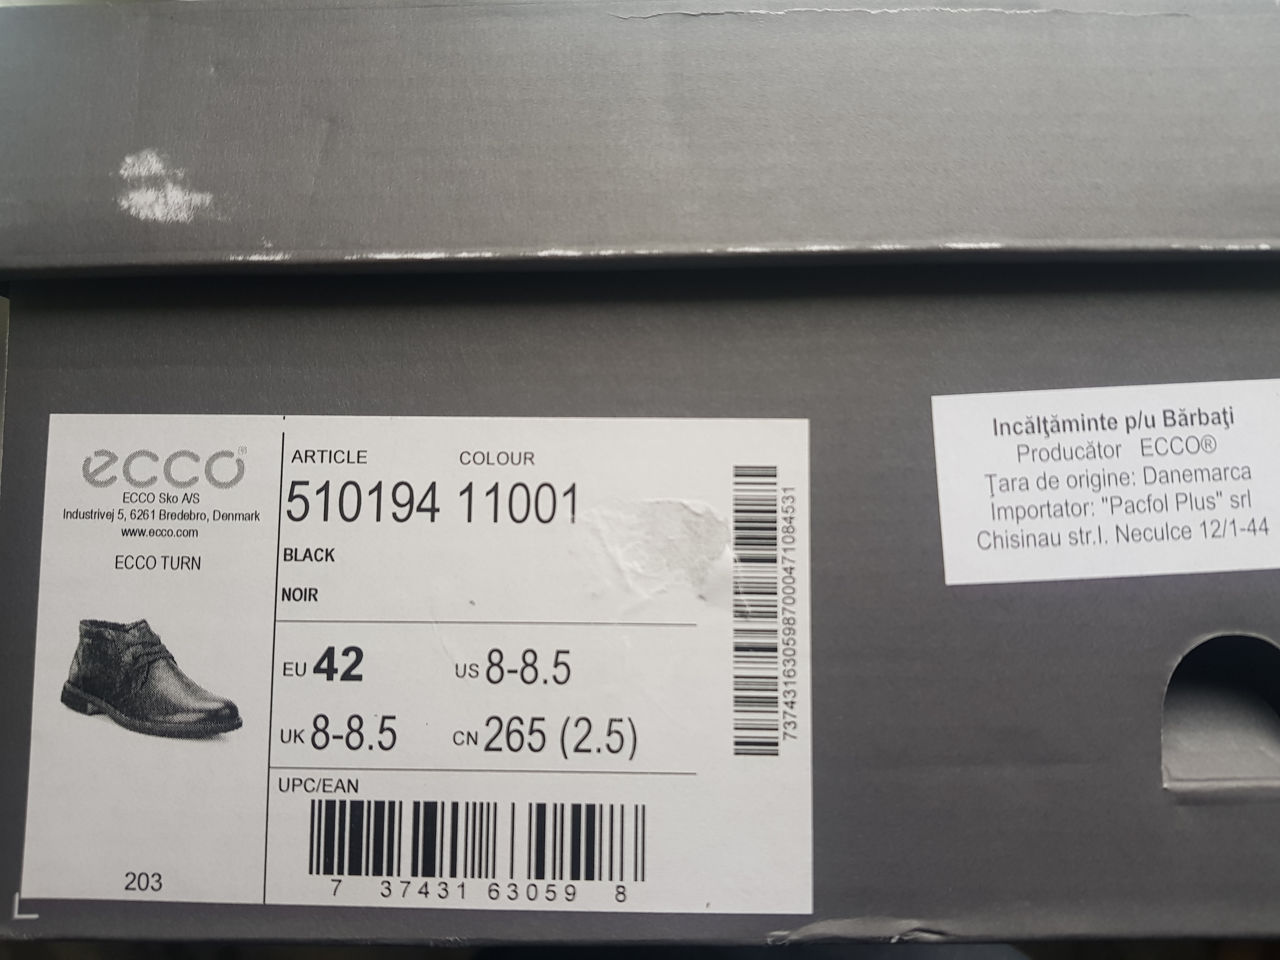 ecco®
ECCO Sko A/S
Industrivej 5, 6261 Bredebro, Denmark
www.ecco.com
ECCO TURN
203
ARTICLE COLOUR
510194 11001
BLACK
NOIR
EU 42 US 8-8.5
UK 8-8.5 CN 265 (2.5)
UPC/EAN
7 37431 63059 8
737431630598700047108453​1
Incălţăminte p/u Bărbaţi
Producător ECCO®
Ţara de origine: Danemarca
Importator: "Pacfol Plus" srl
Chisinau str.I. Neculce 12/1-44